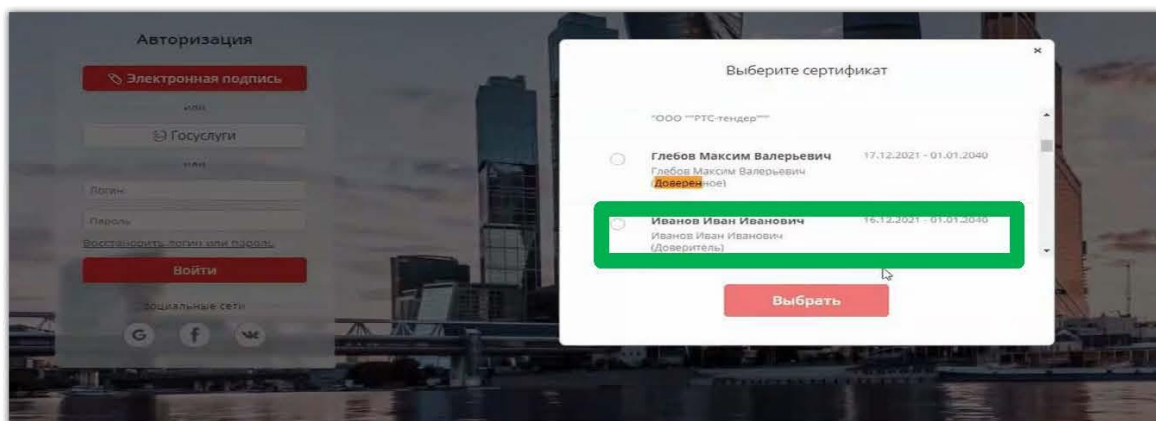 Авторизация
Электронная подпись
или
Госуслуги
или
Логин
Пароль
Восстановить логин или пароль
Войти
социальные сети
G f
Выберите сертификат
"ООО ""РТС-тендер"""
Глебов Максим Валерьевич 17.12.2021 - 01.01.2040
Глебов Максим Валерьевич
(Доверенное)
Иванов Иван Иванович 16.12.2021 - 01.01.2040
Иванов Иван Иванович
(Доверитель)
Выбрать